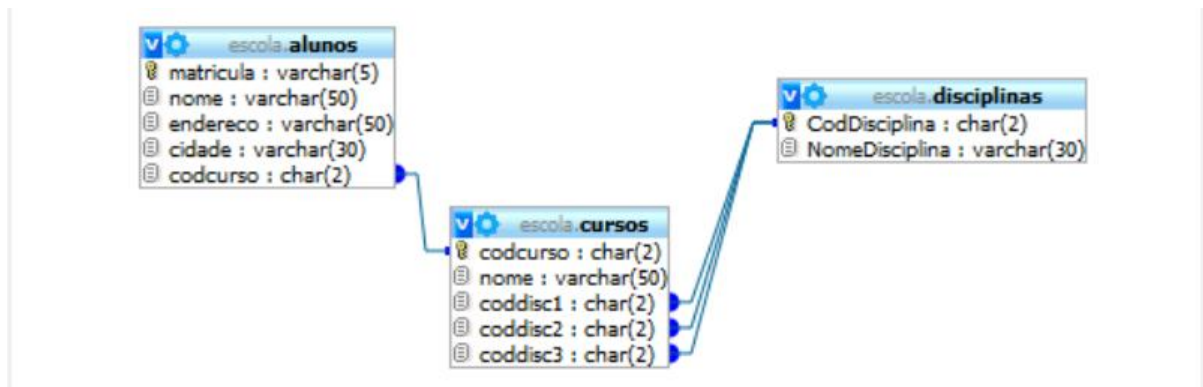 escola.alunos
matricula : varchar(5)
nome : varchar(50)
endereco : varchar(50)
cidade : varchar(30)
codcurso : char(2)
escola.disciplinas
CodDisciplina : char(2)
NomeDisciplina : varchar(30)
escola.cursos
codcurso : char(2)
nome : varchar(50)
coddisc1 : char(2)
coddisc2 : char(2)
coddisc3 : char(2)